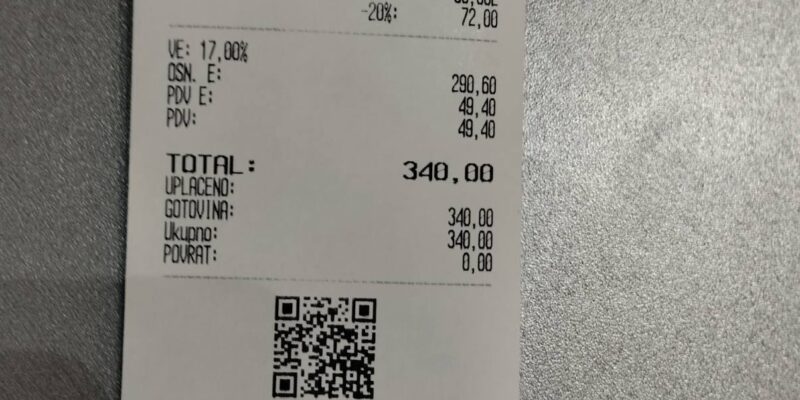 -20%: 72,00
VE: 17,00%
OSN. E: 290,60
PDV E: 49,40
PDV: 49,40
TOTAL: 340,00
UPLAĆENO:
GOTOVINA: 340,00
Ukupno: 340,00
POVRAT: 0,00